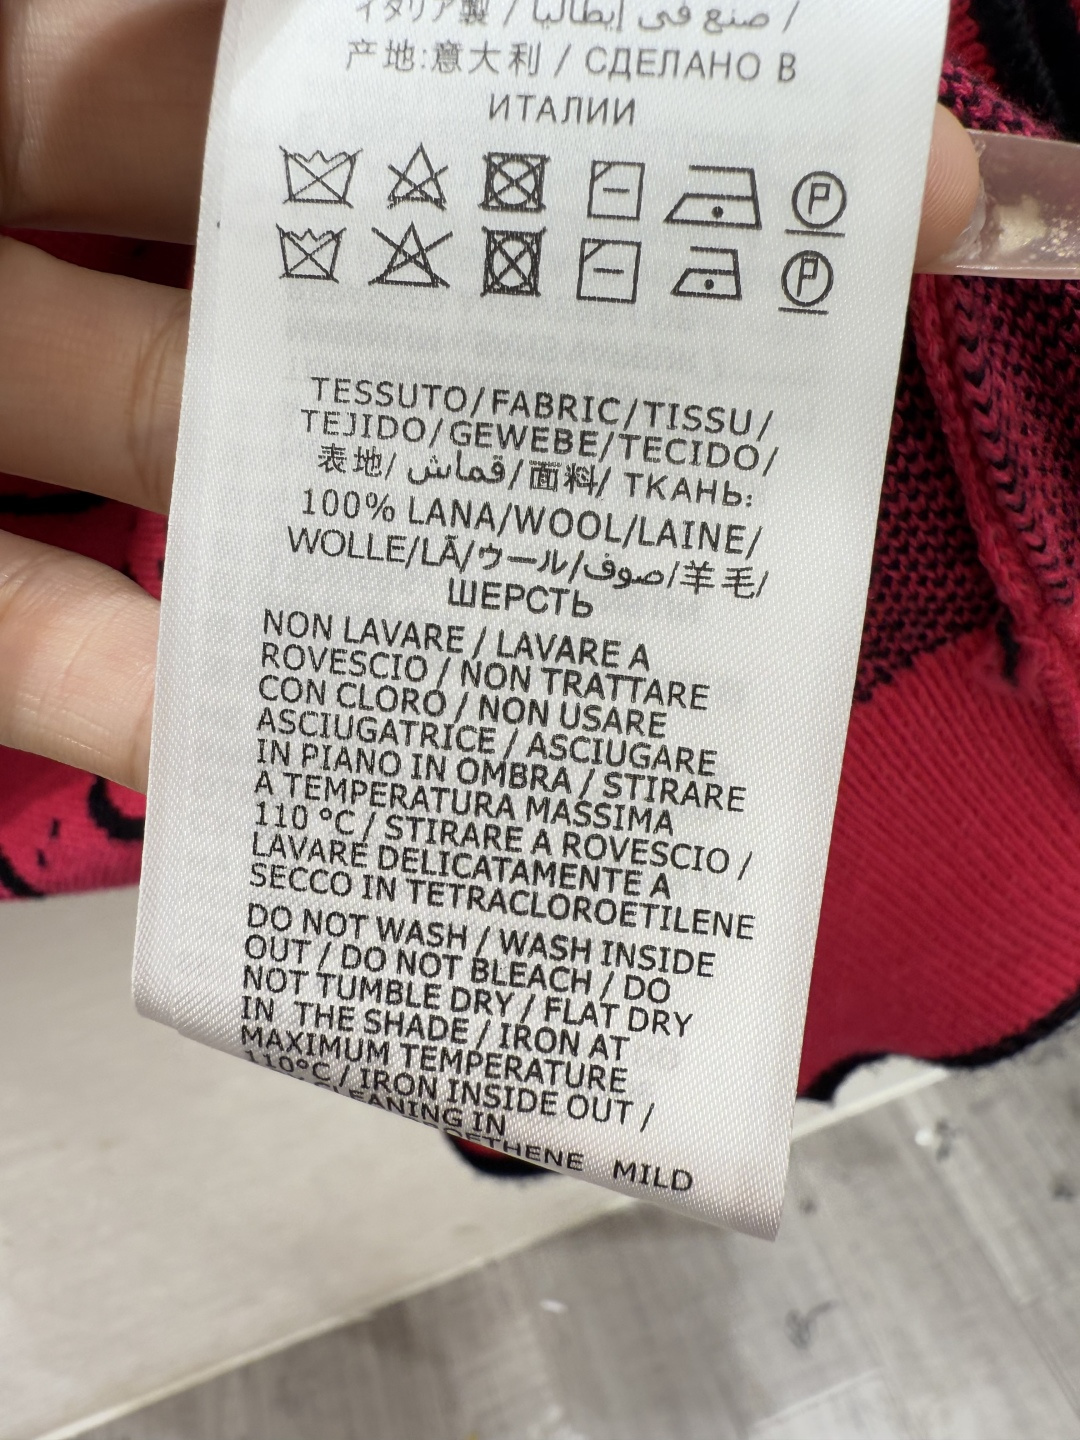 イタリア製 / صنع في إيطاليا /
产地:意大利 / СДЕЛАНО В
ИТАЛИИ
P
P
TESSUTO/FABRIC/TISSU/
TEJIDO/GEWEBE/TECIDO/
表地/ قماش/面料/ ТКАНЬ:
100% LANA/WOOL/LAINE/
WOLLE/LÃ/ウール/صوف/羊毛/
ШЕРСТЬ
NON LAVARE / LAVARE A
ROVESCIO / NON TRATTARE
CON CLORO / NON USARE
ASCIUGATRICE / ASCIUGARE
IN PIANO IN OMBRA / STIRARE
A TEMPERATURA MASSIMA
110 °C / STIRARE A ROVESCIO /
LAVARE DELICATAMENTE A
SECCO IN TETRACLOROETILENE
DO NOT WASH / WASH INSIDE
OUT / DO NOT BLEACH / DO
NOT TUMBLE DRY / FLAT DRY
IN THE SHADE / IRON AT
MAXIMUM TEMPERATURE
110°C / IRON INSIDE OUT /
IN
MILD